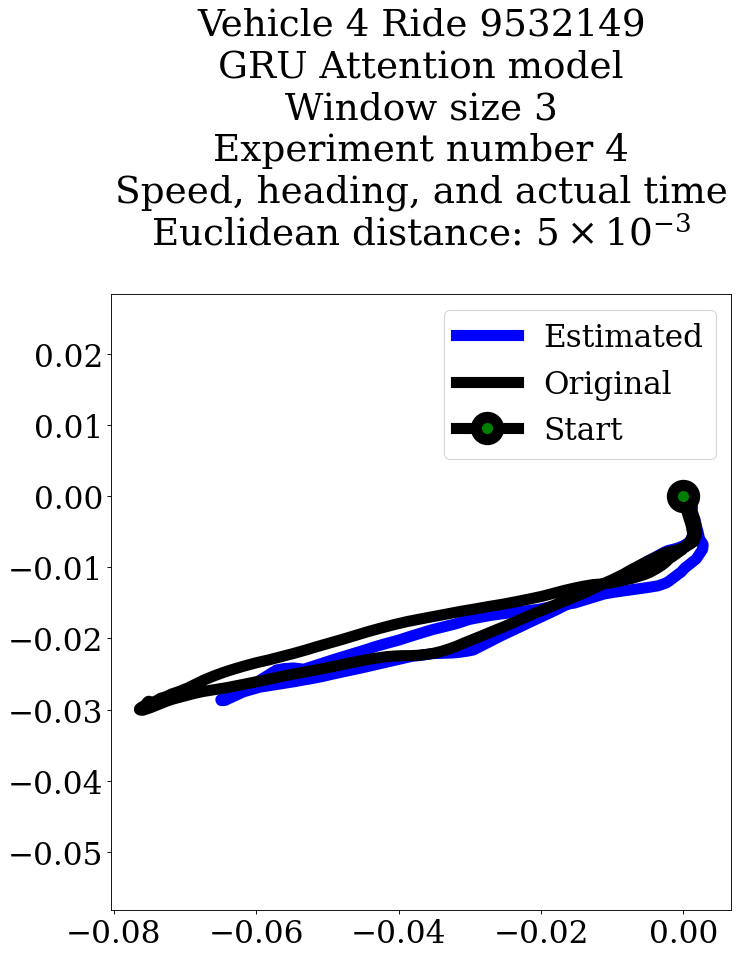 Vehicle 4 Ride 9532149
GRU Attention model
Window size 3
Experiment number 4
Speed, heading, and actual time
Euclidean distance: 5 × 10⁻³
Estimated
Original
Start
0.02
0.01
0.00
−0.01
−0.02
−0.03
−0.04
−0.05
−0.08 −0.06 −0.04 −0.02 0.00